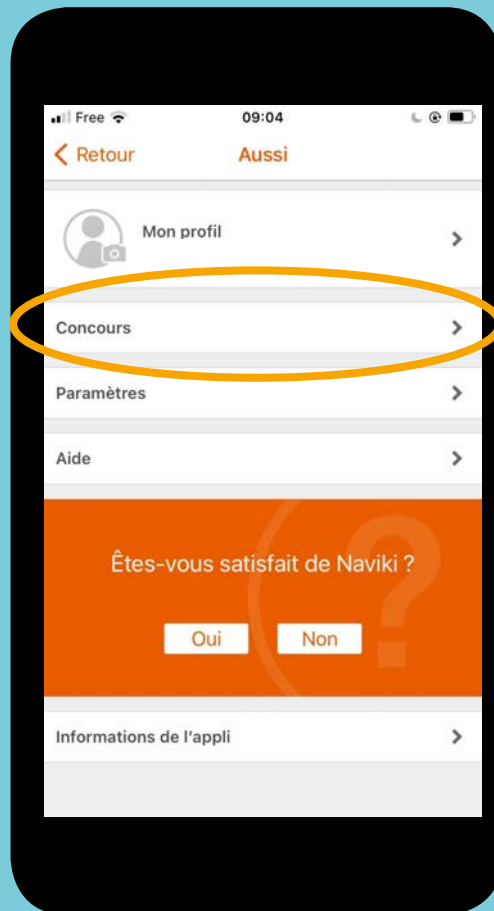 Free 09:04
Retour Aussi
Mon profil
Concours
Paramètres
Aide
Êtes-vous satisfait de Naviki ?
Oui Non
Informations de l'appli